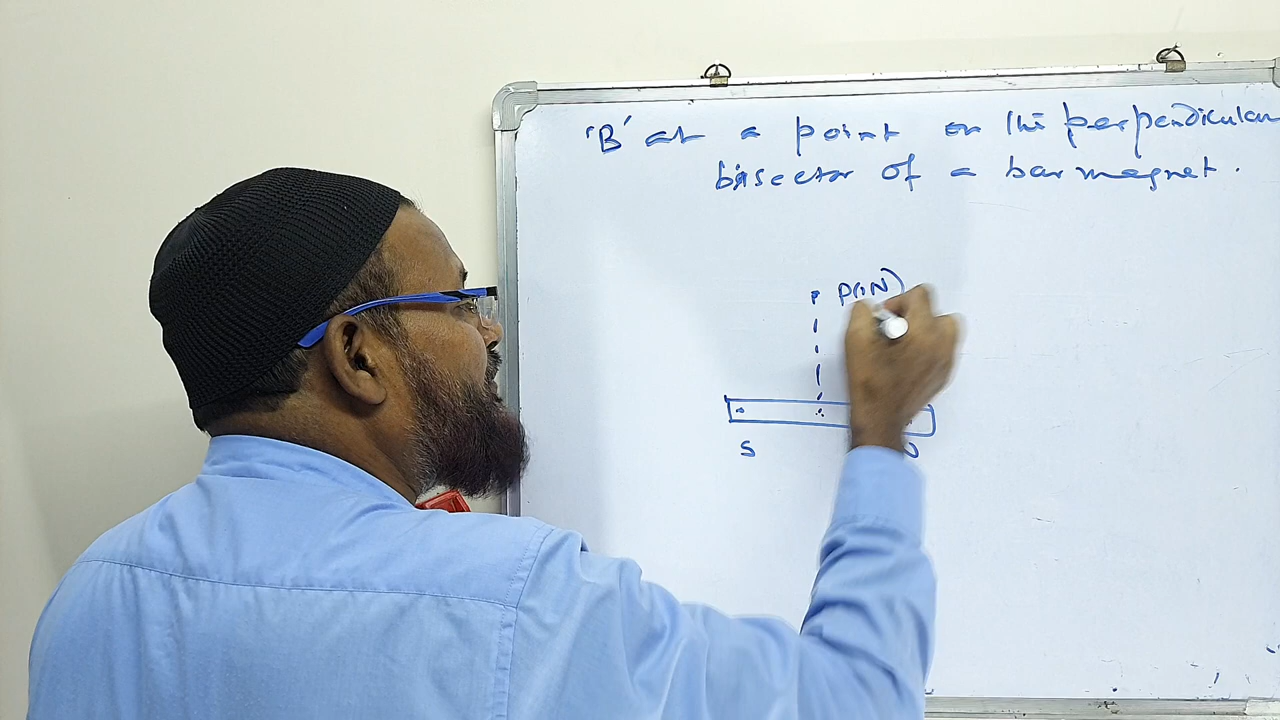 'B' at a point on the perpendicular
bisector of a bar magnet.
P(1N)
S